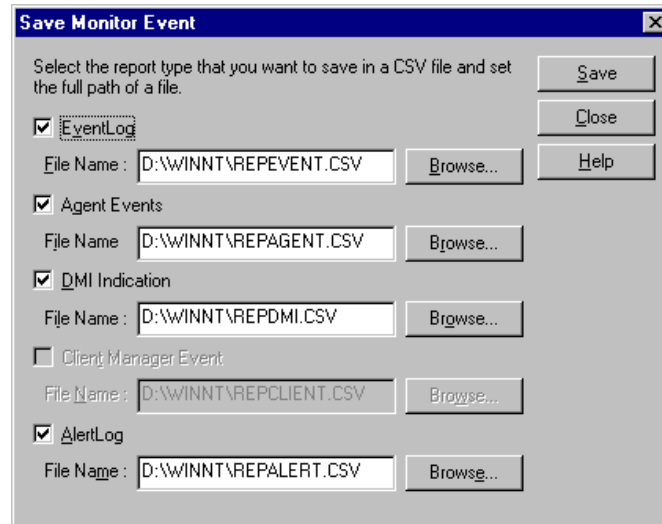 Save Monitor Event
Select the report type that you want to save in a CSV file and set
the full path of a file.
Save
Close
Help
EventLog
File Name : D:\WINNT\REPEVENT.CSV Browse...
Agent Events
File Name D:\WINNT\REPAGENT.CSV Browse...
DMI Indication
File Name : D:\WINNT\REPDMI.CSV Browse...
Client Manager Event
File Name : D:\WINNT\REPCLIENT.CSV Browse...
AlertLog
File Name : D:\WINNT\REPALERT.CSV Browse...